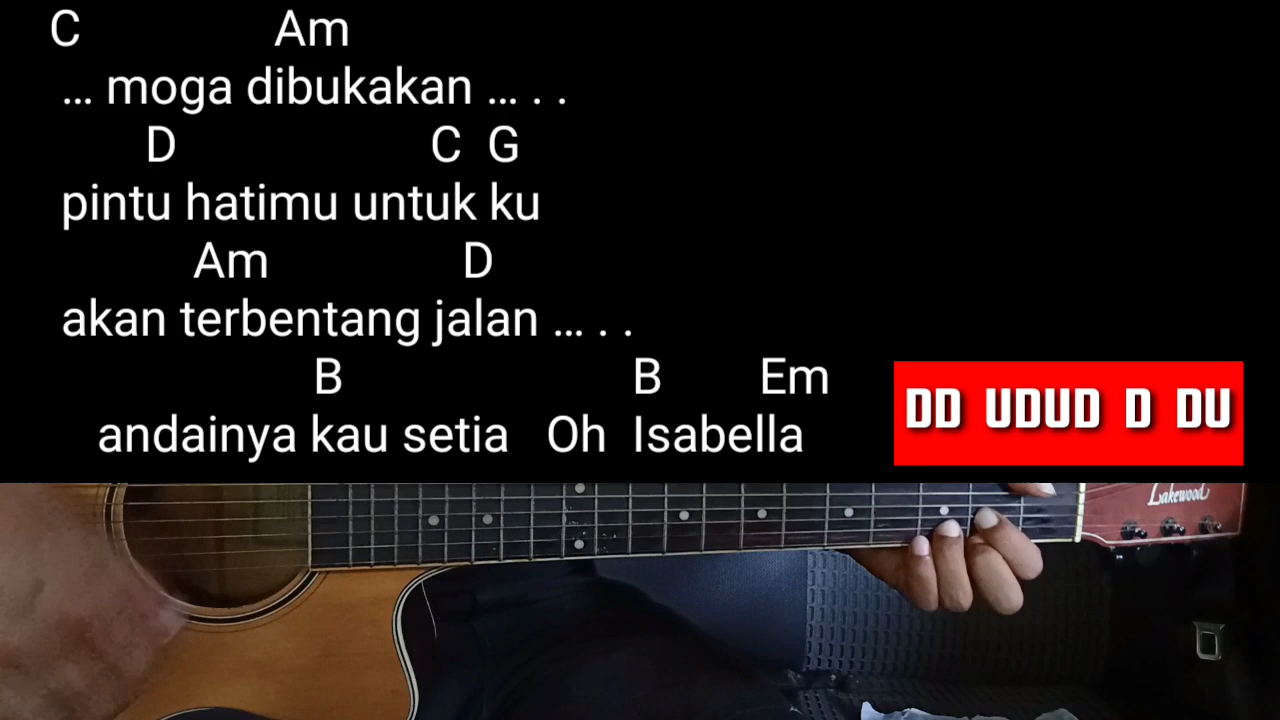 C Am
... moga dibukakan ... . .
D C G
pintu hatimu untuk ku
Am D
akan terbentang jalan ... . .
B B Em
andainya kau setia Oh Isabella
DD UDUD D DU
Lakewood